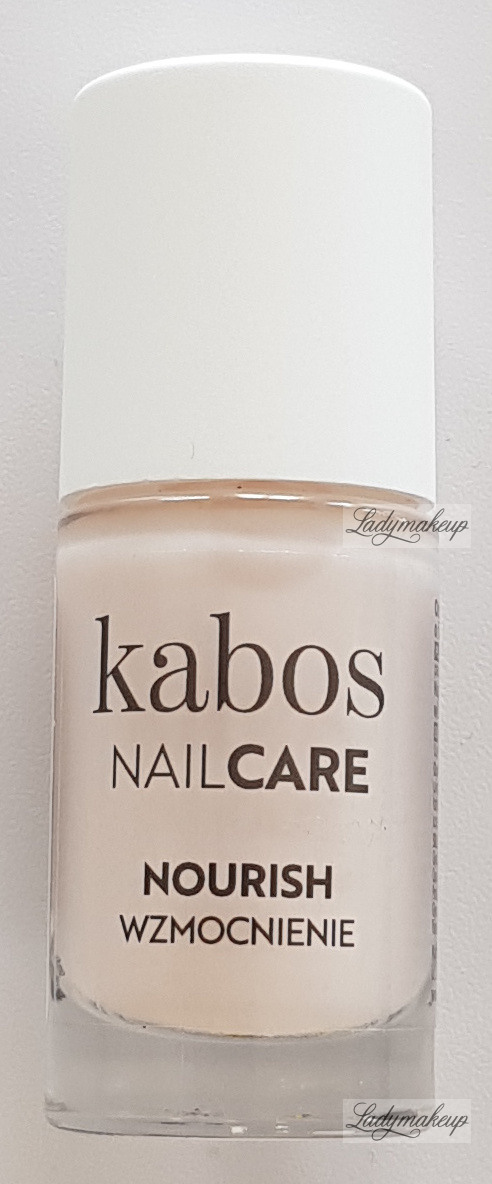 Ladymakeup
kabos
NAILCARE
NOURISH
WZMOCNIENIE
Ladymakeup